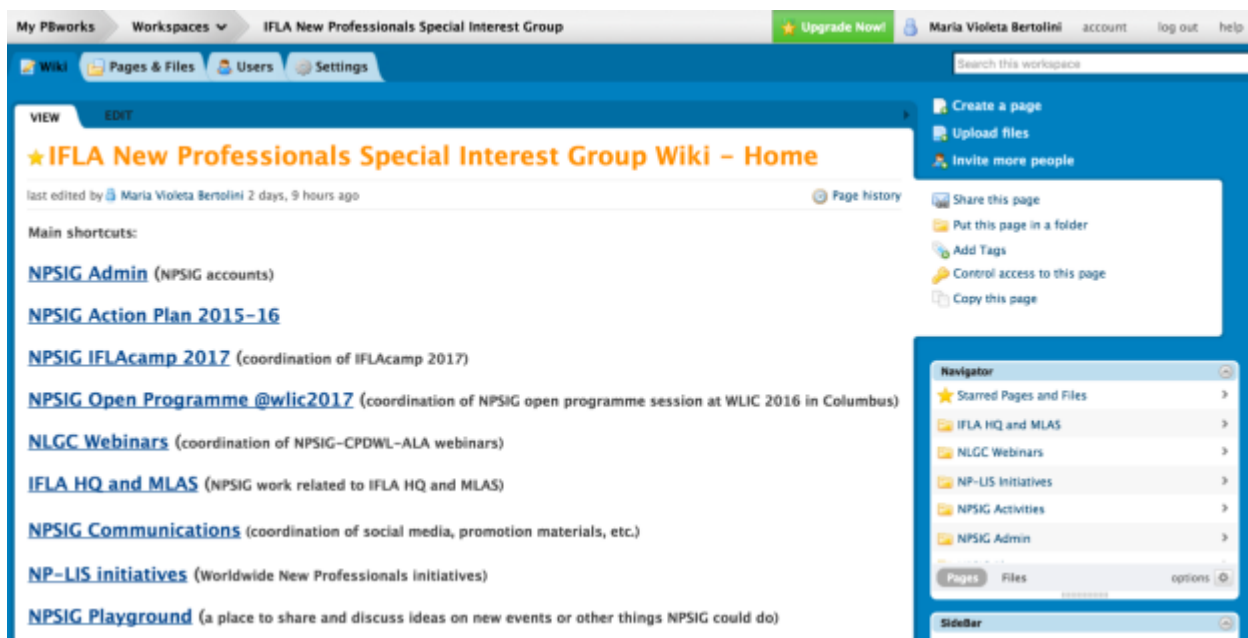 My PBworks Workspaces IFLA New Professionals Special Interest Group Upgrade Now! Maria Violeta Bertolini account log out help
Wiki Pages & Files Users Settings Search this workspace
VIEW EDIT
IFLA New Professionals Special Interest Group Wiki – Home
last edited by Maria Violeta Bertolini 2 days, 9 hours ago Page history
Main shortcuts:
NPSIG Admin (NPSIG accounts)
NPSIG Action Plan 2015–16
NPSIG IFLAcamp 2017 (coordination of IFLAcamp 2017)
NPSIG Open Programme @wlic2017 (coordination of NPSIG open programme session at WLIC 2016 in Columbus)
NLGC Webinars (coordination of NPSIG–CPDWL–ALA webinars)
IFLA HQ and MLAS (NPSIG work related to IFLA HQ and MLAS)
NPSIG Communications (coordination of social media, promotion materials, etc.)
NP–LIS initiatives (Worldwide New Professionals initiatives)
NPSIG Playground (a place to share and discuss ideas on new events or other things NPSIG could do)
Create a page
Upload files
Invite more people
Share this page
Put this page in a folder
Add Tags
Control access to this page
Copy this page
Navigator
Starred Pages and Files
IFLA HQ and MLAS
NLGC Webinars
NP–LIS Initiatives
NPSIG Activities
NPSIG Admin
Pages Files options
SideBar